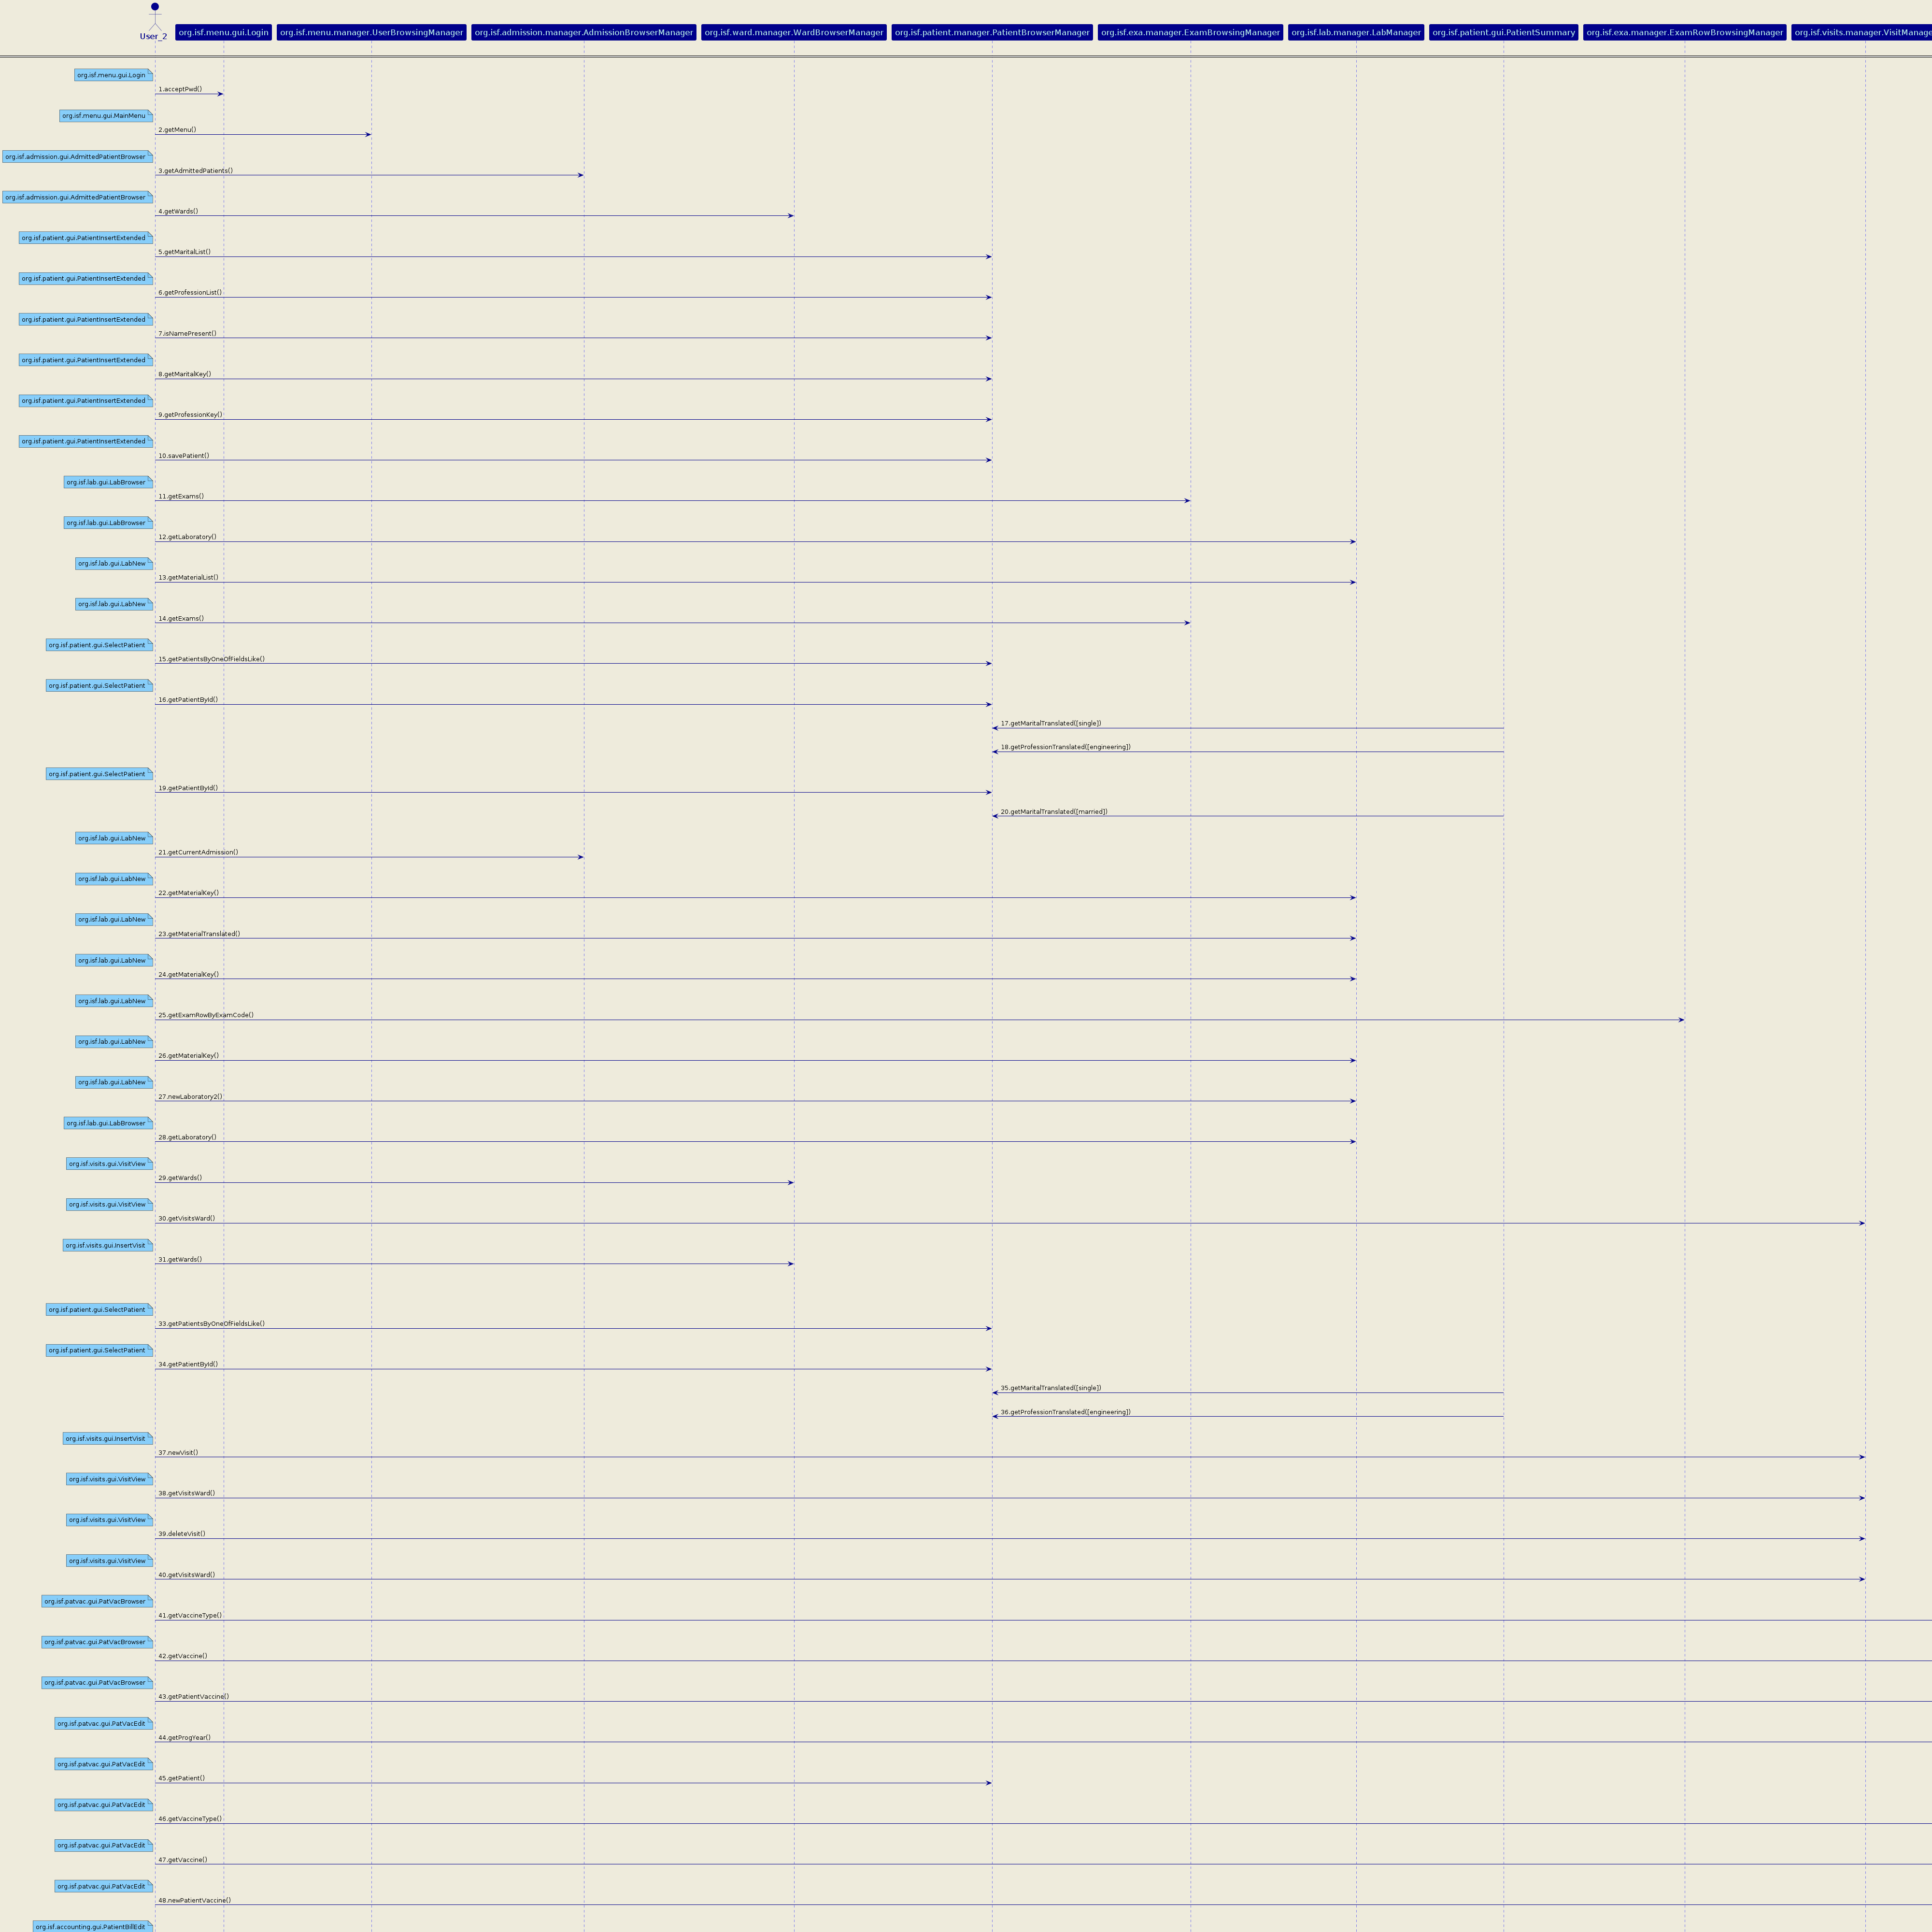 User_2
org.isf.menu.gui.Login
org.isf.menu.manager.UserBrowsingManager
org.isf.admission.manager.AdmissionBrowserManager
org.isf.ward.manager.WardBrowserManager
org.isf.patient.manager.PatientBrowserManager
org.isf.exa.manager.ExamBrowsingManager
org.isf.lab.manager.LabManager
org.isf.patient.gui.PatientSummary
org.isf.exa.manager.ExamRowBrowsingManager
org.isf.visits.manager.VisitManage
org.isf.menu.gui.Login
1.acceptPwd()
org.isf.menu.gui.MainMenu
2.getMenu()
org.isf.admission.gui.AdmittedPatientBrowser
3.getAdmittedPatients()
org.isf.admission.gui.AdmittedPatientBrowser
4.getWards()
org.isf.patient.gui.PatientInsertExtended
5.getMaritalList()
org.isf.patient.gui.PatientInsertExtended
6.getProfessionList()
org.isf.patient.gui.PatientInsertExtended
7.isNamePresent()
org.isf.patient.gui.PatientInsertExtended
8.getMaritalKey()
org.isf.patient.gui.PatientInsertExtended
9.getProfessionKey()
org.isf.patient.gui.PatientInsertExtended
10.savePatient()
org.isf.lab.gui.LabBrowser
11.getExams()
org.isf.lab.gui.LabBrowser
12.getLaboratory()
org.isf.lab.gui.LabNew
13.getMaterialList()
org.isf.lab.gui.LabNew
14.getExams()
org.isf.patient.gui.SelectPatient
15.getPatientsByOneOfFieldsLike()
org.isf.patient.gui.SelectPatient
16.getPatientById()
17.getMaritalTranslated([single])
18.getProfessionTranslated([engineering])
org.isf.patient.gui.SelectPatient
19.getPatientById()
20.getMaritalTranslated([married])
org.isf.lab.gui.LabNew
21.getCurrentAdmission()
org.isf.lab.gui.LabNew
22.getMaterialKey()
org.isf.lab.gui.LabNew
23.getMaterialTranslated()
org.isf.lab.gui.LabNew
24.getMaterialKey()
org.isf.lab.gui.LabNew
25.getExamRowByExamCode()
org.isf.lab.gui.LabNew
26.getMaterialKey()
org.isf.lab.gui.LabNew
27.newLaboratory2()
org.isf.lab.gui.LabBrowser
28.getLaboratory()
org.isf.visits.gui.VisitView
29.getWards()
org.isf.visits.gui.VisitView
30.getVisitsWard()
org.isf.visits.gui.InsertVisit
31.getWards()
org.isf.patient.gui.SelectPatient
33.getPatientsByOneOfFieldsLike()
org.isf.patient.gui.SelectPatient
34.getPatientById()
35.getMaritalTranslated([single])
36.getProfessionTranslated([engineering])
org.isf.visits.gui.InsertVisit
37.newVisit()
org.isf.visits.gui.VisitView
38.getVisitsWard()
org.isf.visits.gui.VisitView
39.deleteVisit()
org.isf.visits.gui.VisitView
40.getVisitsWard()
org.isf.patvac.gui.PatVacBrowser
41.getVaccineType()
org.isf.patvac.gui.PatVacBrowser
42.getVaccine()
org.isf.patvac.gui.PatVacBrowser
43.getPatientVaccine()
org.isf.patvac.gui.PatVacEdit
44.getProgYear()
org.isf.patvac.gui.PatVacEdit
45.getPatient()
org.isf.patvac.gui.PatVacEdit
46.getVaccineType()
org.isf.patvac.gui.PatVacEdit
47.getVaccine()
org.isf.patvac.gui.PatVacEdit
48.newPatientVaccine()
org.isf.accounting.gui.PatientBillEdit